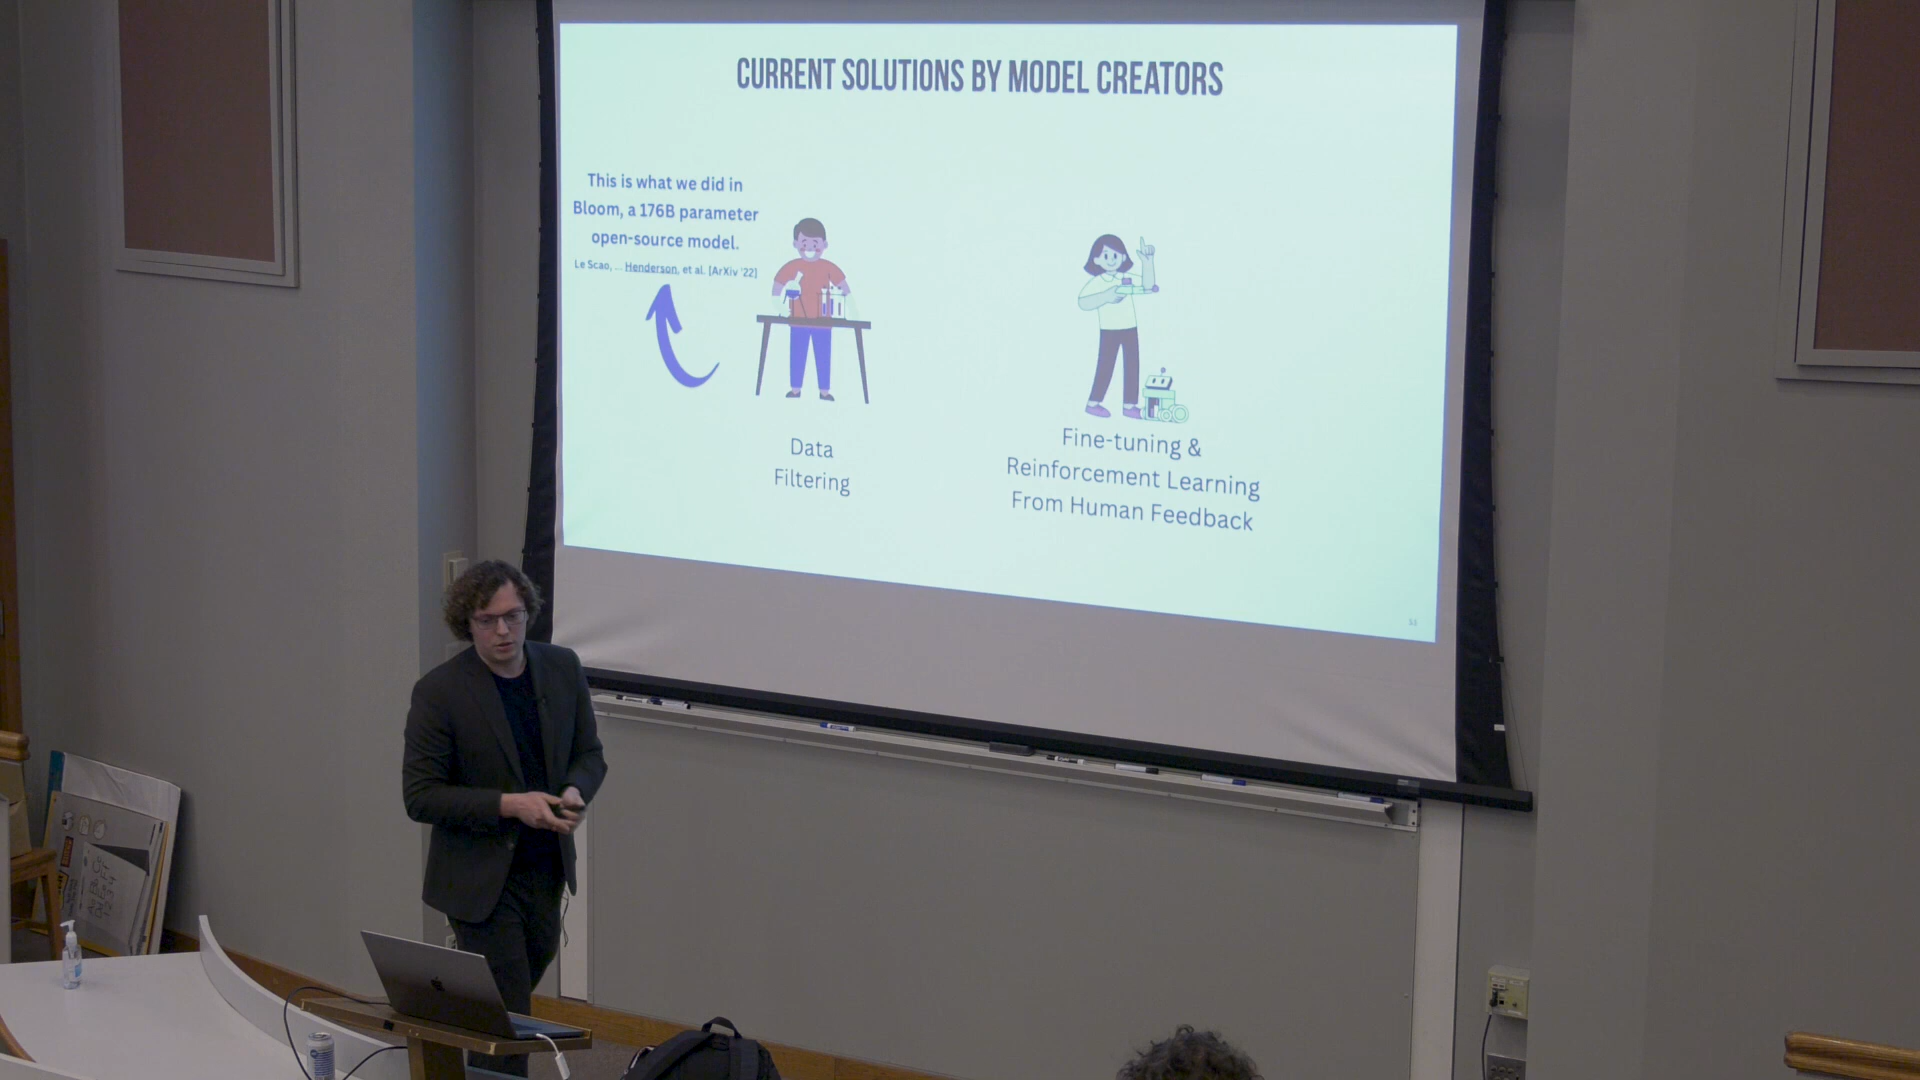 CURRENT SOLUTIONS BY MODEL CREATORS
This is what we did in
Bloom, a 176B parameter
open-source model.
Le Scao, ... Henderson, et al. [ArXiv '22]
Data
Filtering
Fine-tuning &
Reinforcement Learning
From Human Feedback